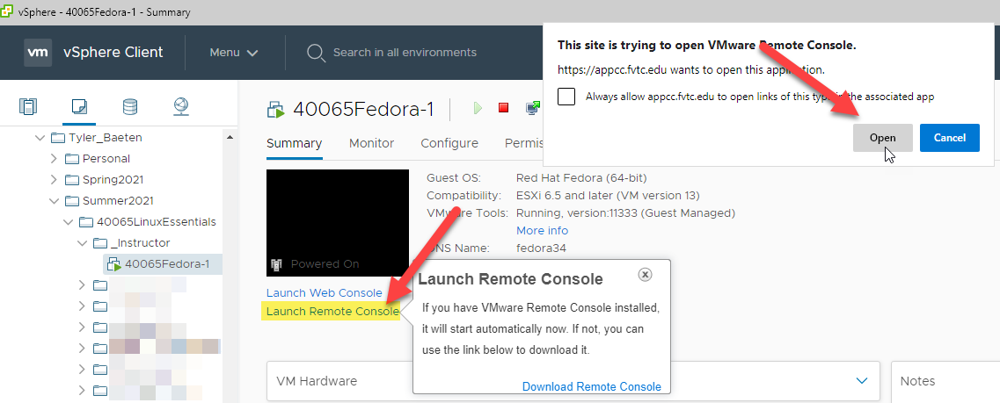 vSphere - 40065Fedora-1 - Summary
vm vSphere Client Menu Search in all environments
This site is trying to open VMware Remote Console.
https://appcc.fvtc.edu wants to open this application.
Always allow appcc.fvtc.edu to open links of this type in the associated app
Open Cancel
Tyler_Baeten
Personal
Spring2021
Summer2021
40065LinuxEssentials
_Instructor
40065Fedora-1
40065Fedora-1
Summary Monitor Configure
Powered On
Guest OS: Red Hat Fedora (64-bit)
Compatibility: ESXi 6.5 and later (VM version 13)
VMware Tools: Running, version:11333 (Guest Managed)
More info
DNS Name: fedora34
Launch Web Console
Launch Remote Console
Launch Remote Console
If you have VMware Remote Console installed,
it will start automatically now. If not, you can
use the link below to download it.
Download Remote Console
VM Hardware
Notes